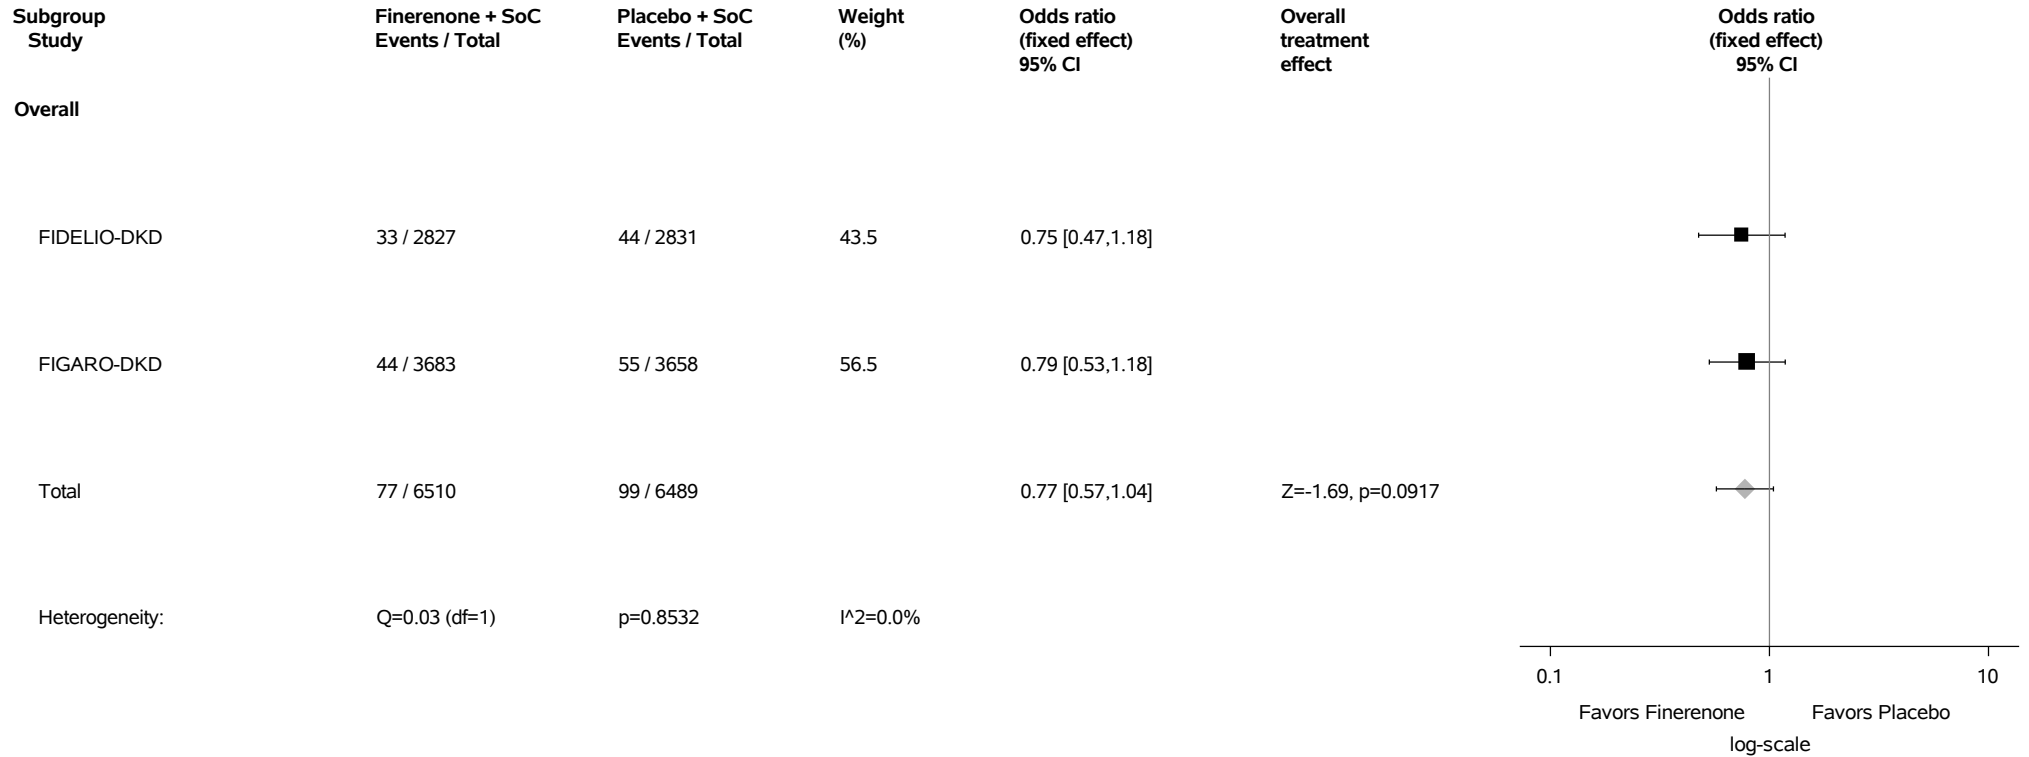 Subgroup Finerenone + SoC Placebo + SoC Weight Odds ratio Overall Odds ratio
Study Events / Total Events / Total (%) (fixed effect) treatment (fixed effect)
95% CI effect 95% CI
Overall
FIDELIO-DKD 33 / 2827 44 / 2831 43.5 0.75 [0.47,1.18]
FIGARO-DKD 44 / 3683 55 / 3658 56.5 0.79 [0.53,1.18]
Total 77 / 6510 99 / 6489 0.77 [0.57,1.04] Z=-1.69, p=0.0917
Heterogeneity: Q=0.03 (df=1) p=0.8532 I^2=0.0%
0.1 1 10
Favors Finerenone Favors Placebo
log-scale